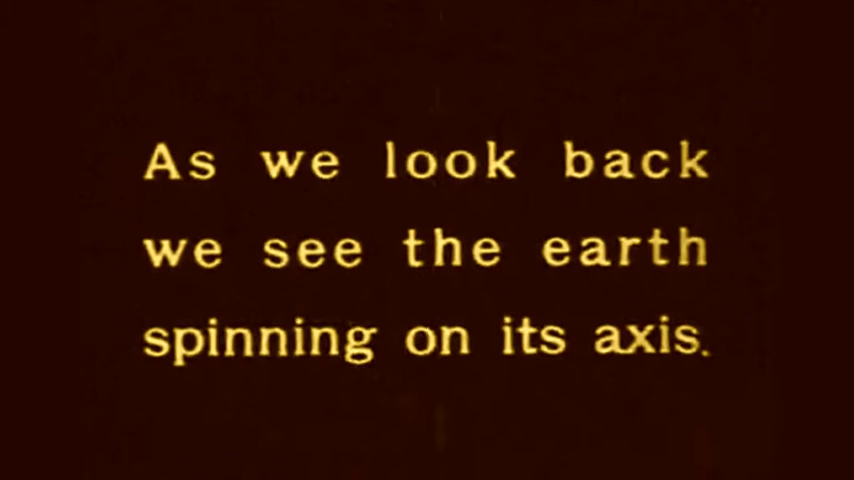 As we look back
we see the earth
spinning on its axis.